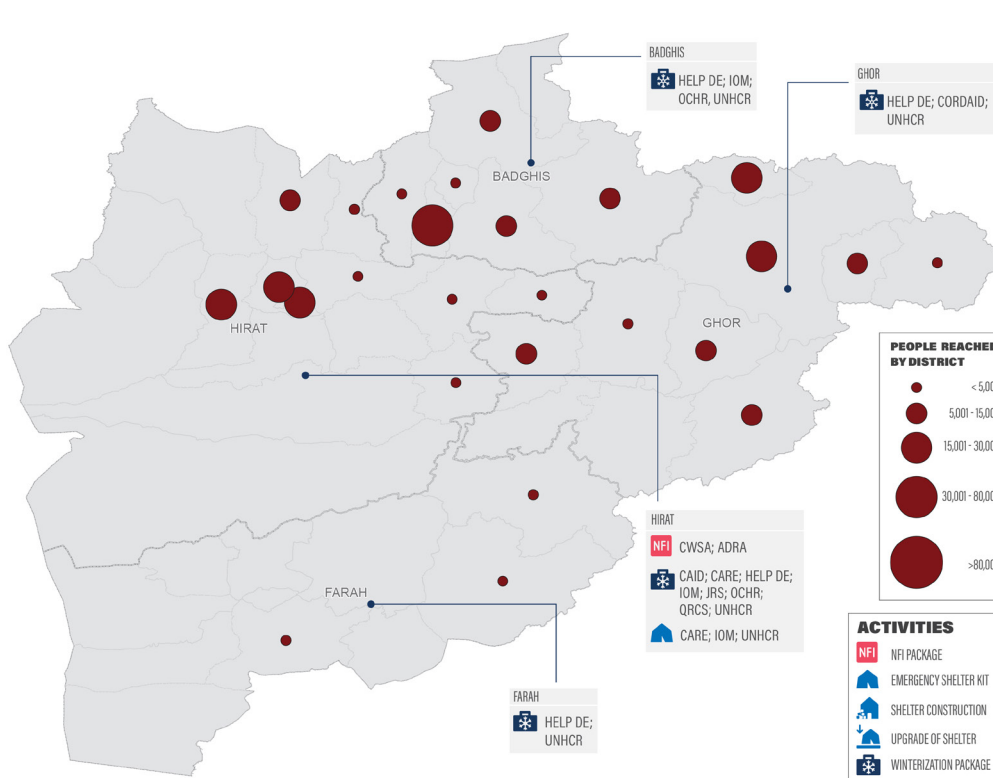 BADGHIS
HELP DE; IOM;
OCHR, UNHCR
GHOR
HELP DE; CORDAID;
UNHCR
BADGHIS
HIRAT
GHOR
FARAH
PEOPLE REACHE
BY DISTRICT
< 5,00
5,001 - 15,00
15,001 - 30,00
30,001 - 80,00
>80,00
HIRAT
NFI CWSA; ADRA
CAID; CARE; HELP DE;
IOM; JRS; OCHR;
QRCS; UNHCR
CARE; IOM; UNHCR
FARAH
HELP DE;
UNHCR
ACTIVITIES
NFI NFI PACKAGE
EMERGENCY SHELTER KIT
SHELTER CONSTRUCTION
UPGRADE OF SHELTER
WINTERIZATION PACKAGE